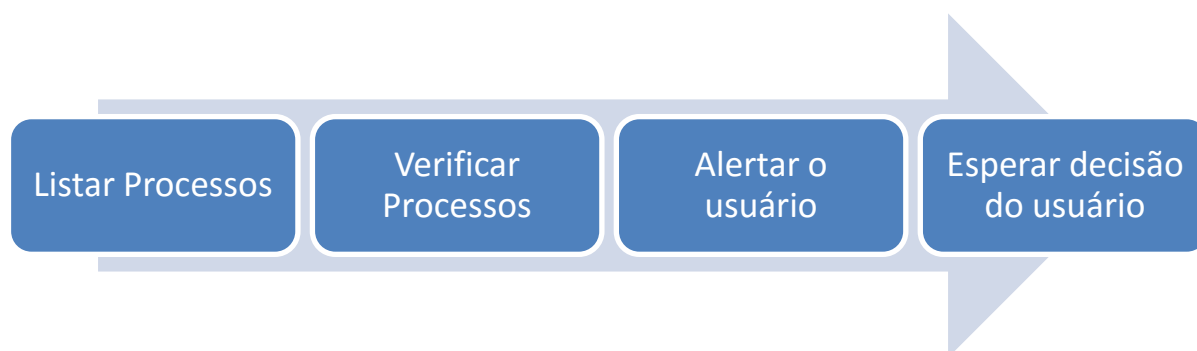 Listar Processos
Verificar
Processos
Alertar o
usuário
Esperar decisão
do usuário